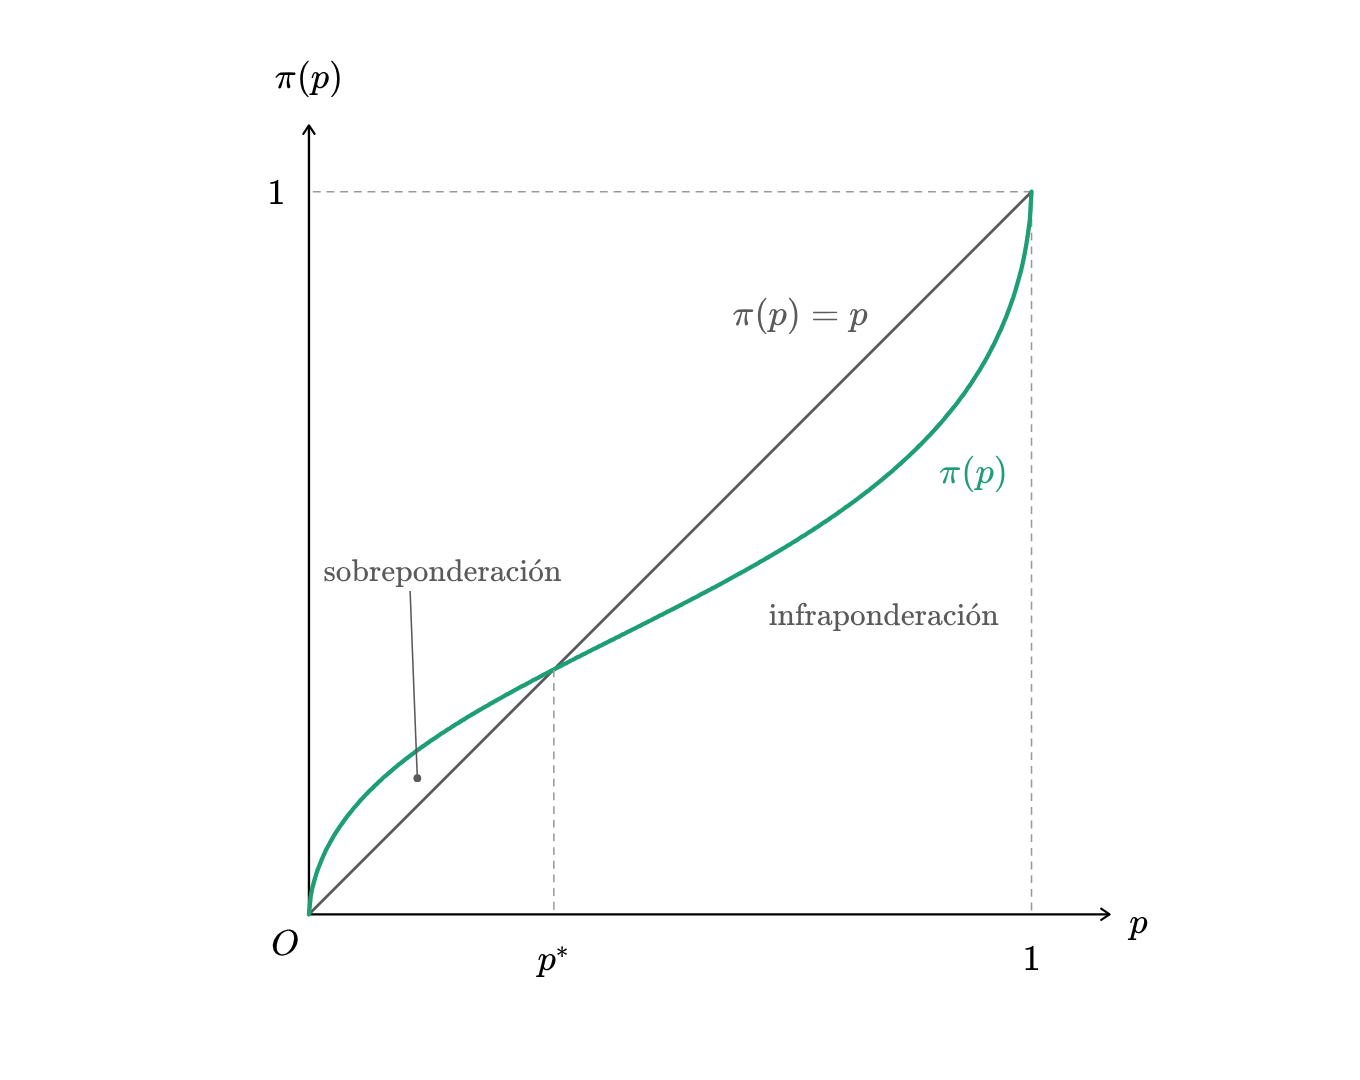 π(p)
1
π(p) = p
π(p)
sobreponderación
infraponderación
O
p*
1
p